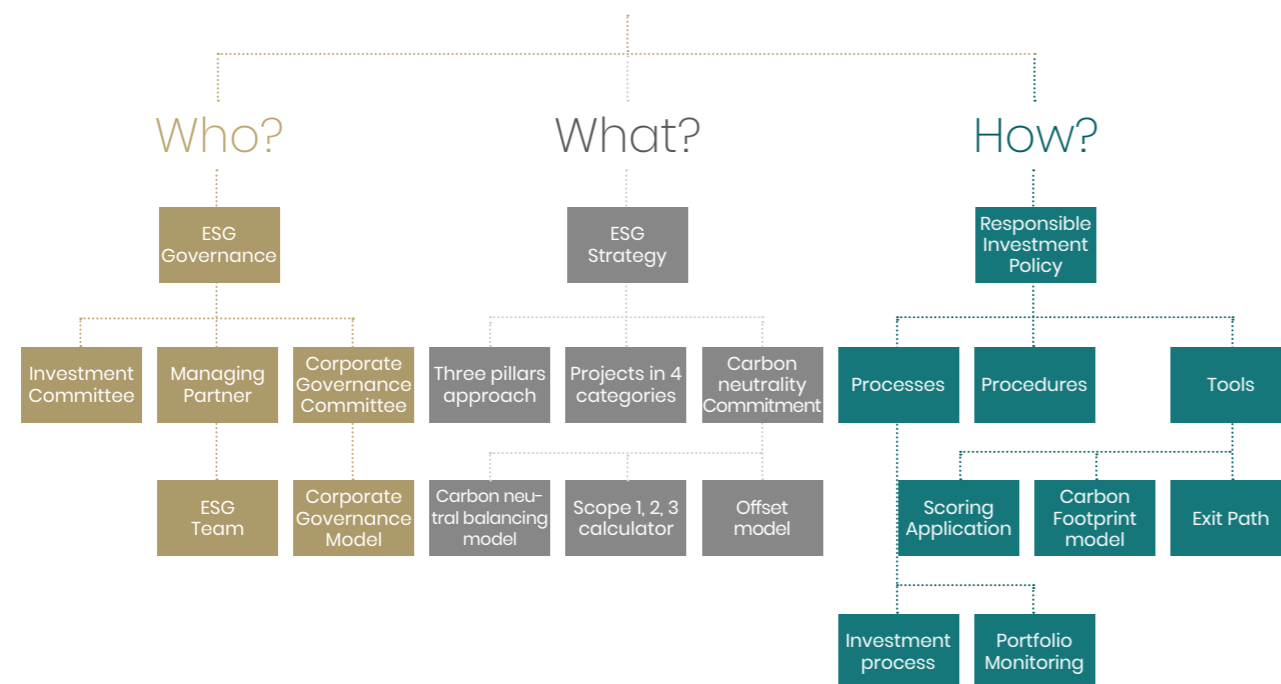 Who?
What?
How?
ESG
Governance
ESG
Strategy
Responsible
Investment
Policy
Investment
Committee
Managing
Partner
Corporate
Governance
Committee
Three pillars
approach
Projects in 4
categories
Carbon
neutrality
Commitment
Processes
Procedures
Tools
ESG
Team
Corporate
Governance
Model
Carbon neu-
tral balancing
model
Scope 1, 2, 3
calculator
Offset
model
Scoring
Application
Carbon
Footprint
model
Exit Path
Investment
process
Portfolio
Monitoring